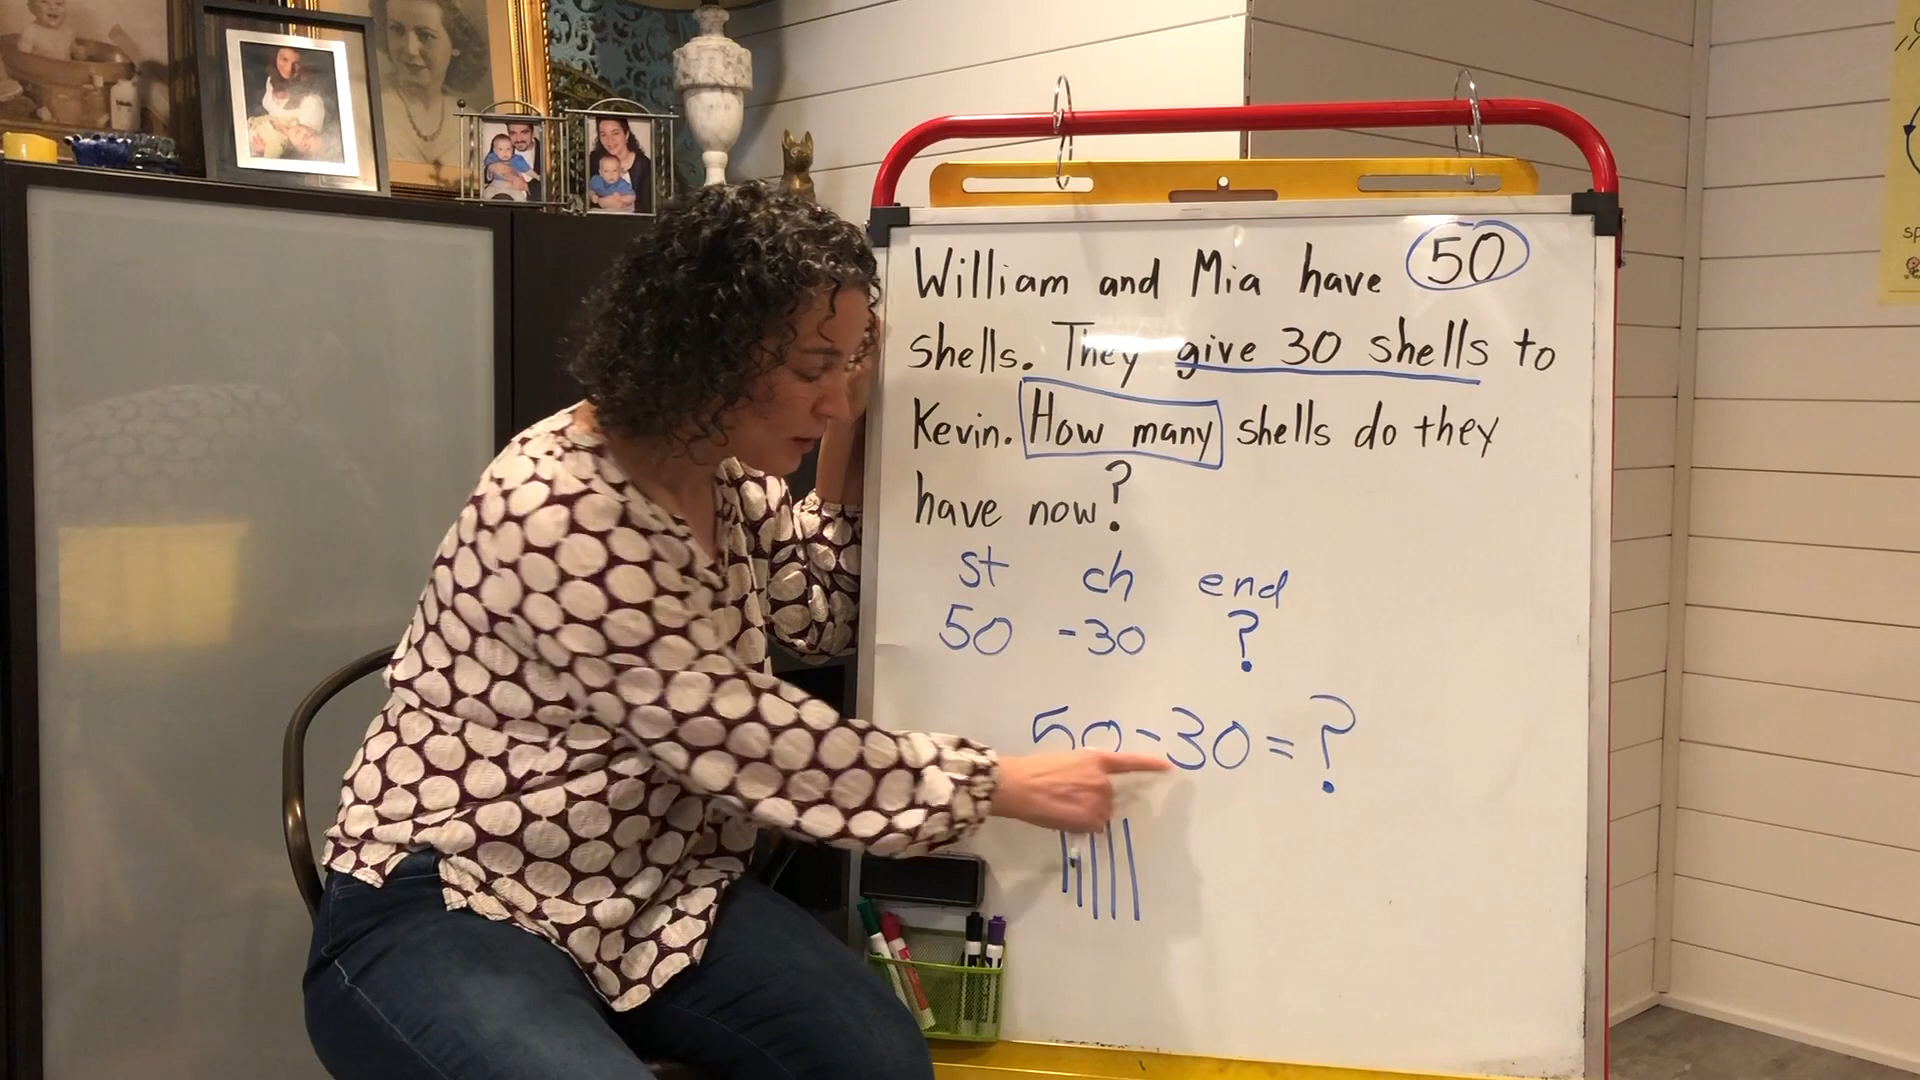 William and Mia have 50
shells. They give 30 shells to
Kevin. How many shells do they
have now?
st ch end
50 -30 ?
50-30=?